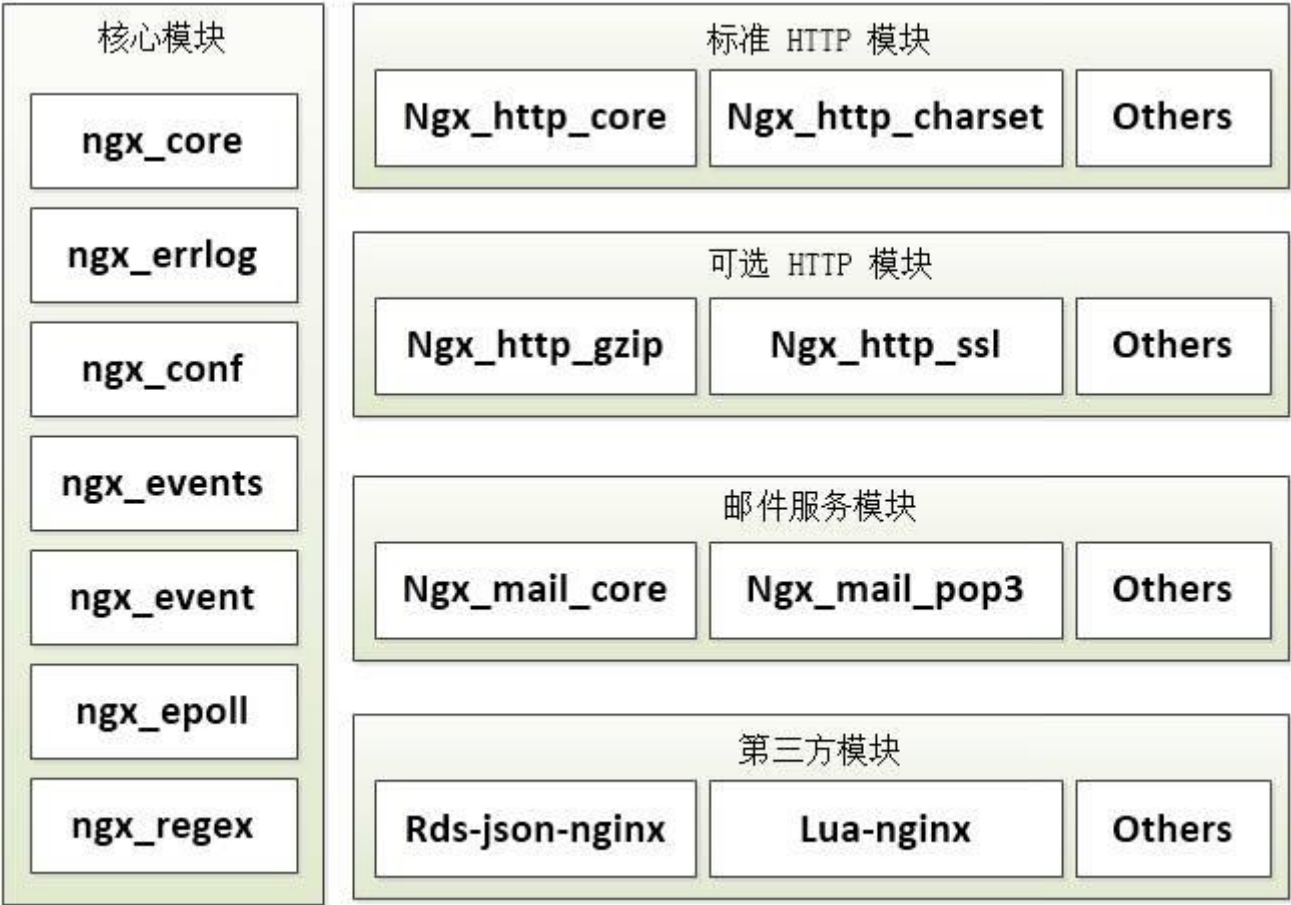 核心模块
ngx_core
ngx_errlog
ngx_conf
ngx_events
ngx_event
ngx_epoll
ngx_regex
标准 HTTP 模块
Ngx_http_core
Ngx_http_charset
Others
可选 HTTP 模块
Ngx_http_gzip
Ngx_http_ssl
Others
邮件服务模块
Ngx_mail_core
Ngx_mail_pop3
Others
第三方模块
Rds-json-nginx
Lua-nginx
Others